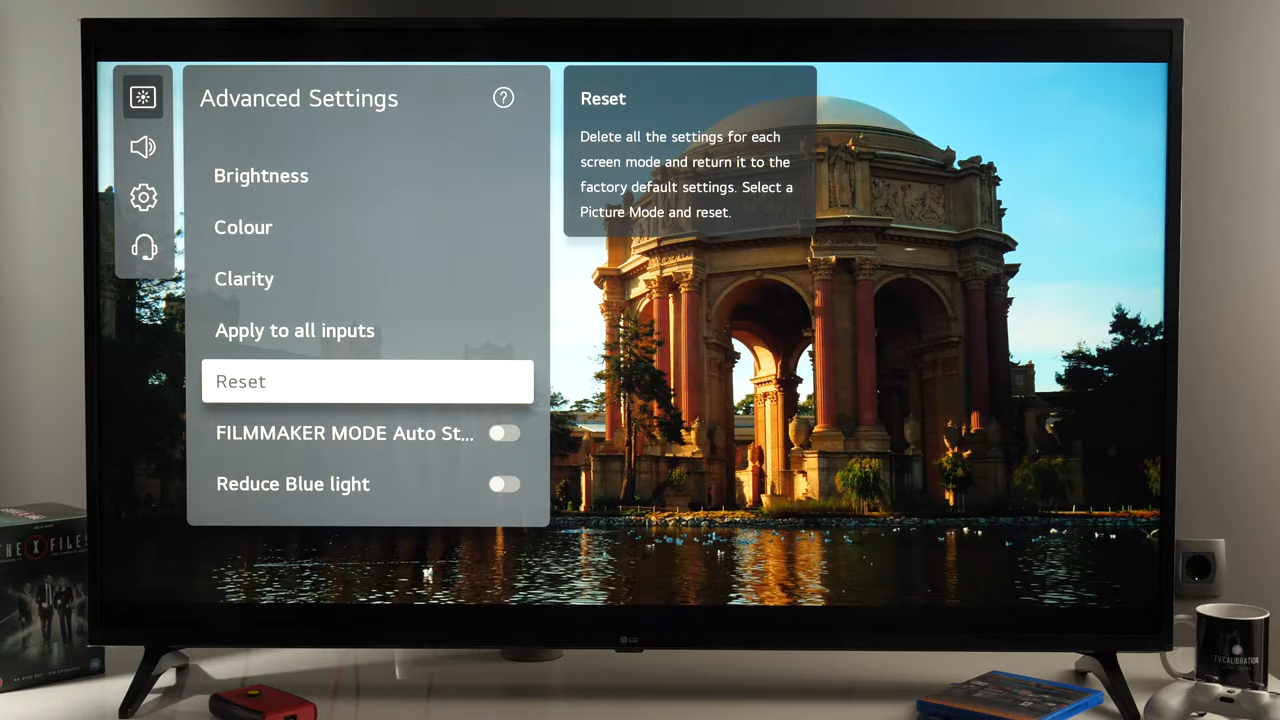 Advanced Settings
?
Brightness
Colour
Clarity
Apply to all inputs
Reset
FILMMAKER MODE Auto St...
Reduce Blue light
Reset
Delete all the settings for each
screen mode and return it to the
factory default settings. Select a
Picture Mode and reset.
LG
THE X FILES
TV CALIBRATION